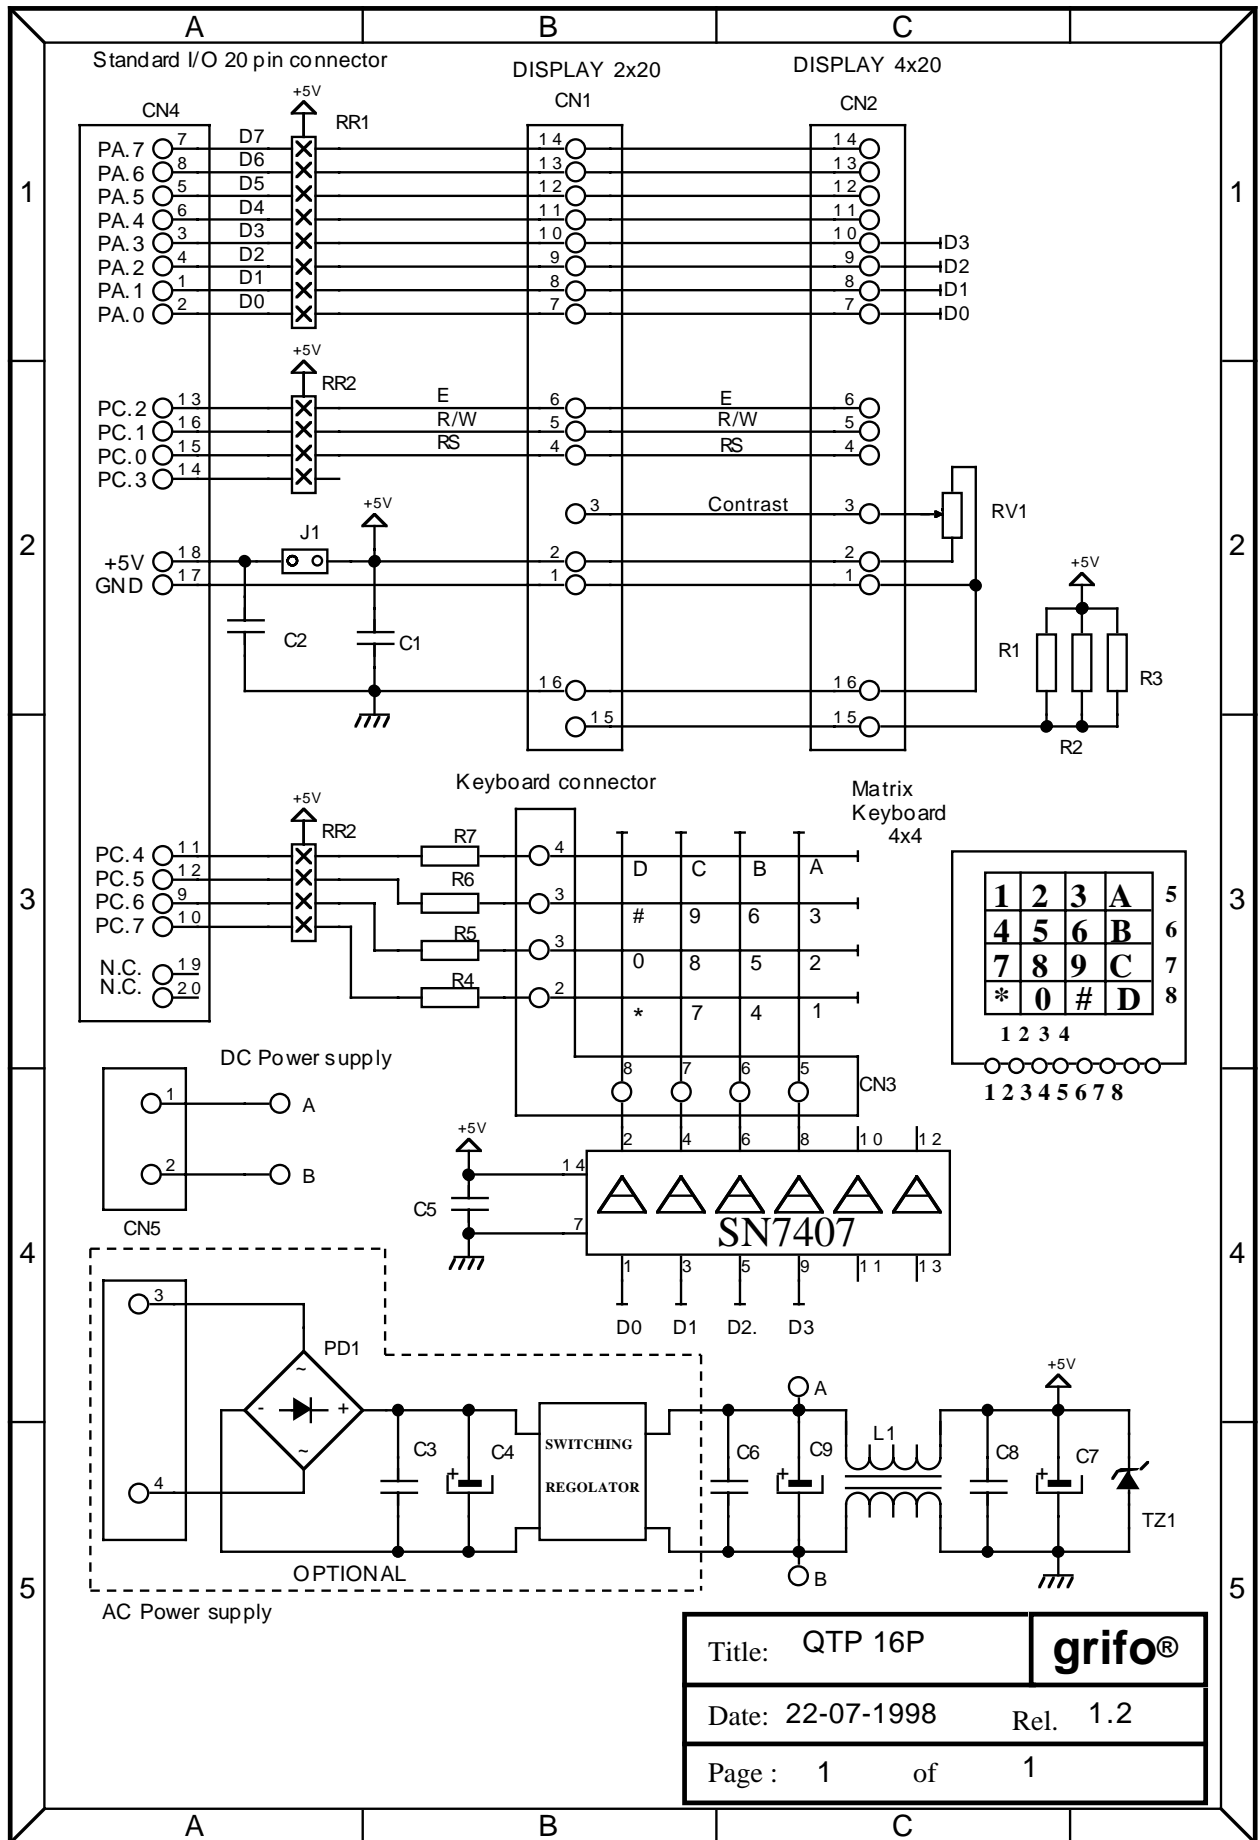 A B C
Standard I/O 20 pin connector
DISPLAY 2x20
DISPLAY 4x20
CN4
+5V
RR1
CN1
CN2
PA.7 7 D7 14 14
PA.6 8 D6 13 13
PA.5 5 D5 12 12
PA.4 6 D4 11 11
PA.3 3 D3 10 10 D3
PA.2 4 D2 9 9 D2
PA.1 1 D1 8 8 D1
PA.0 2 D0 7 7 D0
1 1
+5V
RR2
PC.2 13 E 6 E 6
PC.1 16 R/W 5 R/W 5
PC.0 15 RS 4 RS 4
PC.3 14
+5V
3 Contrast 3 RV1
J1
2 2
+5V 18 2 2
GND 17 1 1
+5V
C2 C1
R1 R3
16 16
15 15
R2
Keyboard connector
Matrix
Keyboard
4x4
+5V
RR2
PC.4 11 R7 4
D C B A
PC.5 12 R6 3
# 9 6 3
PC.6 9 R5 3
0 8 5 2
PC.7 10 R4 2
* 7 4 1
N.C. 19
N.C. 20
3 3
1 2 3 A 5
4 5 6 B 6
7 8 9 C 7
* 0 # D 8
1 2 3 4
1 2 3 4 5 6 7 8
DC Power supply
8 7 6 5
CN3
1 A
2 B
CN5
+5V
2 4 6 8 10 12
14
C5
7
SN7407
1 3 5 9 11 13
D0 D1 D2. D3
4 4
3
PD1
~
- +
~
4
C3 C4
+
SWITCHING
REGOLATOR
OPTIONAL
AC Power supply
A
C6 C9
+
L1
+5V
C8 C7
+
TZ1
B
5 5
Title: QTP 16P grifo®
Date: 22-07-1998 Rel. 1.2
Page : 1 of 1
A B C